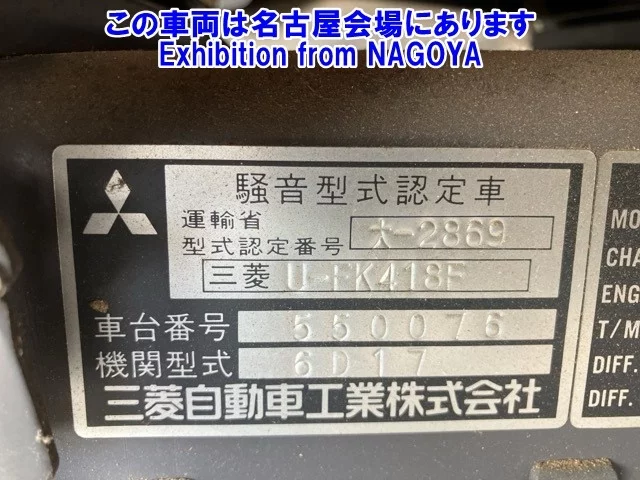 この車両は名古屋会場にあります
Exhibition from NAGOYA
騒音型式認定車
運輸省
型式認定番号 大-2869
三菱 U-FK418F
車台番号 550076
機関型式 6D17
三菱自動車工業株式会社
MO
CHA
ENG
T/M
DIFF.
DIFF.